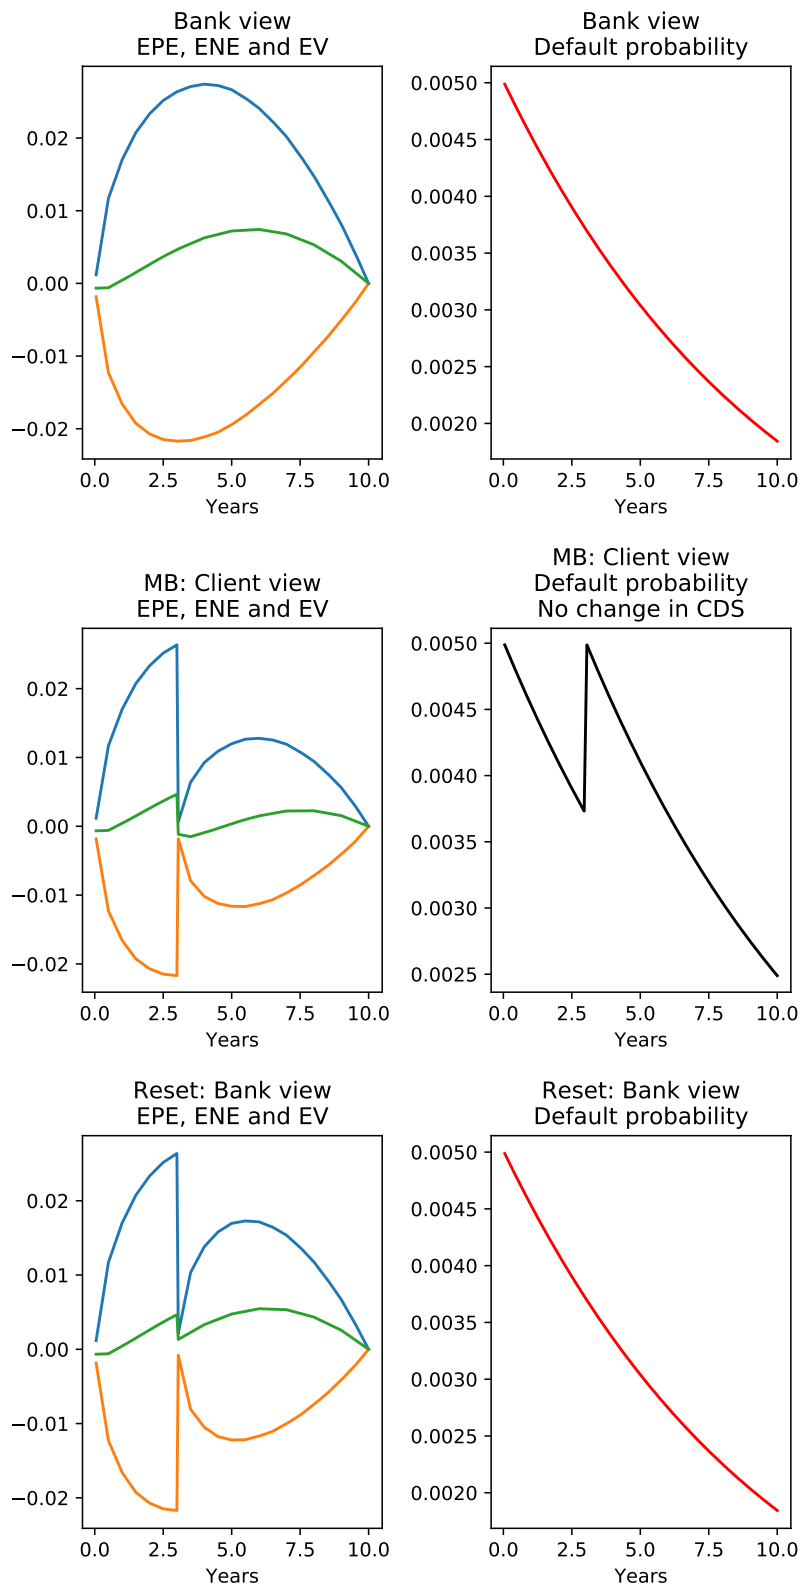 Bank view
EPE, ENE and EV
0.02
0.01
0.00
−0.01
−0.02
0.0 2.5 5.0 7.5 10.0
Years
Bank view
Default probability
0.0050
0.0045
0.0040
0.0035
0.0030
0.0025
0.0020
0.0 2.5 5.0 7.5 10.0
Years
MB: Client view
EPE, ENE and EV
0.02
0.01
0.00
−0.01
−0.02
0.0 2.5 5.0 7.5 10.0
Years
MB: Client view
Default probability
No change in CDS
0.0050
0.0045
0.0040
0.0035
0.0030
0.0025
0.0 2.5 5.0 7.5 10.0
Years
Reset: Bank view
EPE, ENE and EV
0.02
0.01
0.00
−0.01
−0.02
0.0 2.5 5.0 7.5 10.0
Years
Reset: Bank view
Default probability
0.0050
0.0045
0.0040
0.0035
0.0030
0.0025
0.0020
0.0 2.5 5.0 7.5 10.0
Years